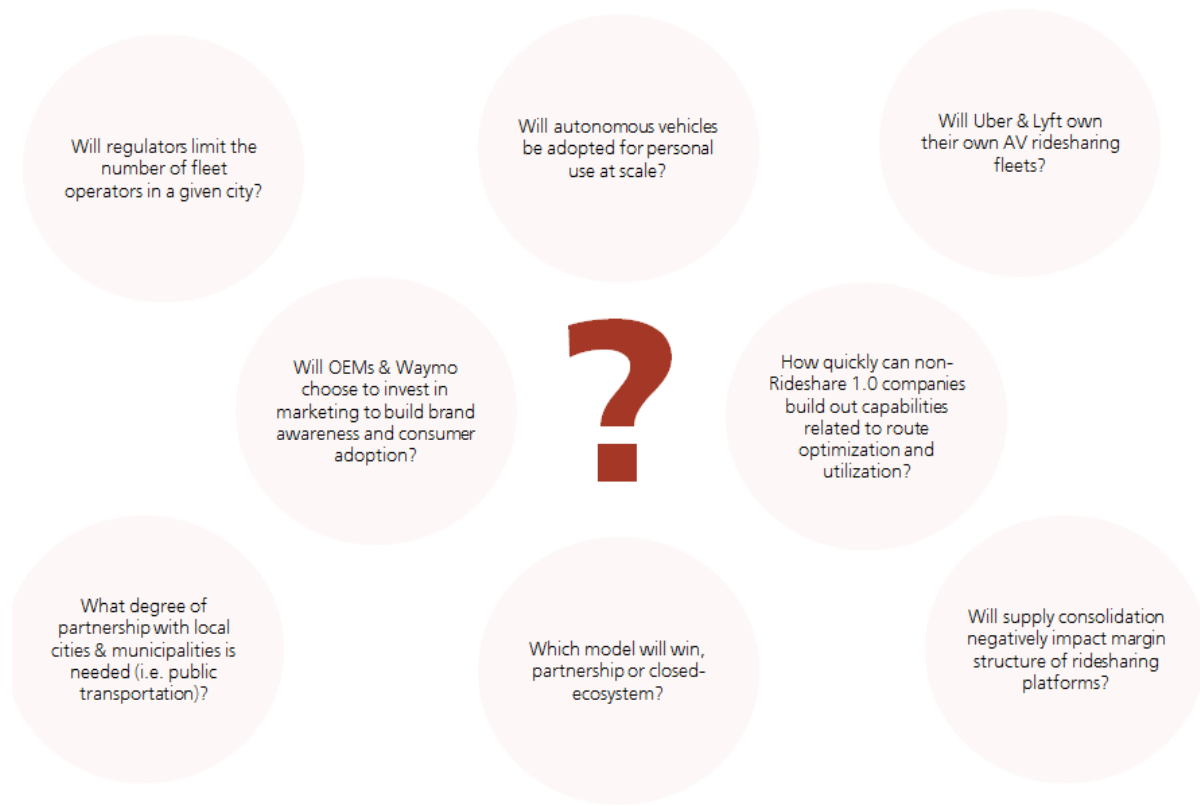 Will regulators limit the
number of fleet
operators in a given city?
Will autonomous vehicles
be adopted for personal
use at scale?
Will Uber & Lyft own
their own AV ridesharing
fleets?
Will OEMs & Waymo
choose to invest in
marketing to build brand
awareness and consumer
adoption?
?
How quickly can non-
Rideshare 1.0 companies
build out capabilities
related to route
optimization and
utilization?
What degree of
partnership with local
cities & municipalities is
needed (i.e. public
transportation)?
Which model will win,
partnership or closed-
ecosystem?
Will supply consolidation
negatively impact margin
structure of ridesharing
platforms?